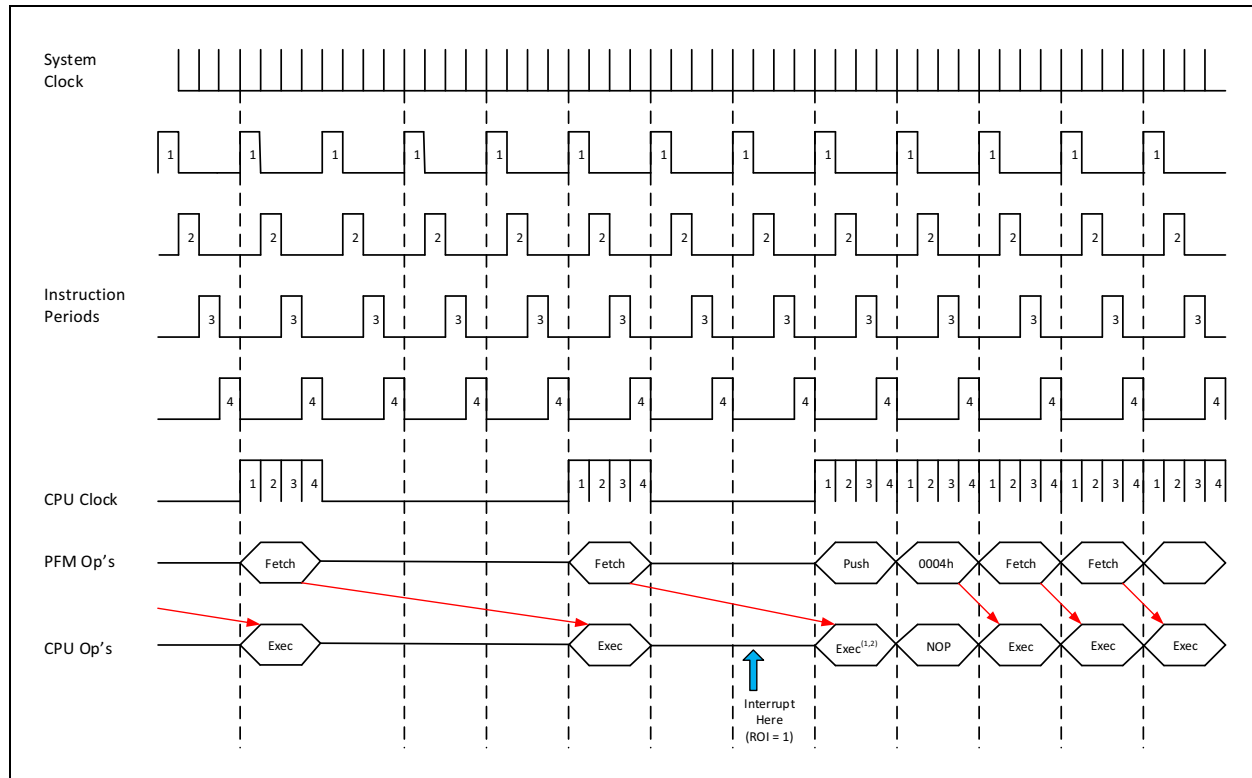 System
Clock
1 1 1 1 1 1 1 1 1 1 1 1 1
2 2 2 2 2 2 2 2 2 2 2 2 2
Instruction
Periods
3 3 3 3 3 3 3 3 3 3 3 3 3
4 4 4 4 4 4 4 4 4 4 4 4 4
CPU Clock
1 2 3 4 1 2 3 4 1 2 3 4 1 2 3 4 1 2 3 4 1 2 3 4 1 2 3 4
PFM Op's Fetch Fetch Push 0004h Fetch Fetch
CPU Op's Exec Exec Exec(1,2) NOP Exec Exec Exec
Interrupt
Here
(ROI = 1)